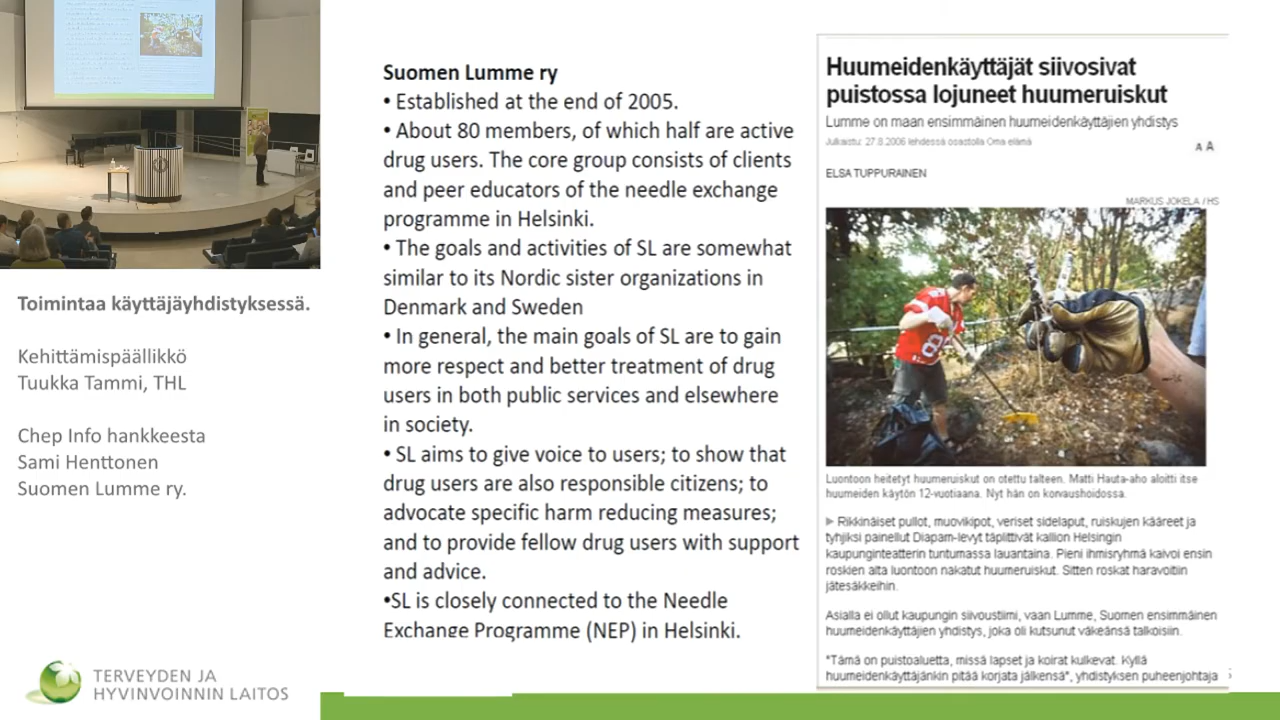 Toimintaa käyttäjäyhdistyksessä.
Kehittämispäällikkö
Tuukka Tammi, THL
Chep Info hankkeesta
Sami Henttonen
Suomen Lumme ry.
TERVEYDEN JA
HYVINVOINNIN LAITOS
Suomen Lumme ry
• Established at the end of 2005.
• About 80 members, of which half are active
drug users. The core group consists of clients
and peer educators of the needle exchange
programme in Helsinki.
• The goals and activities of SL are somewhat
similar to its Nordic sister organizations in
Denmark and Sweden
• In general, the main goals of SL are to gain
more respect and better treatment of drug
users in both public services and elsewhere
in society.
• SL aims to give voice to users; to show that
drug users are also responsible citizens; to
advocate specific harm reducing measures;
and to provide fellow drug users with support
and advice.
•SL is closely connected to the Needle
Exchange Programme (NEP) in Helsinki.
Huumeidenkäyttäjät siivosivat
puistossa lojuneet huumeruiskut
Lumme on maan ensimmäinen huumeidenkäyttäjien yhdistys
Julkaistu: 27.8.2006 lehdessä osastolla Oma elämä
A A
ELSA TUPPURAINEN
MARKUS JOKELA / HS
Luontoon heitetyt huumeruiskut on otettu talteen. Matti Hauta-aho aloitti itse
huumeiden käytön 12-vuotiaana. Nyt hän on korvaushoidossa.
Rikkinäiset pullot, muovikipot, veriset sidelaput, ruiskujen kääreet ja
tyhjiksi painellut Diapam-levyt täplittivät kallion Helsingin
kaupunginteatterin tuntumassa lauantaina. Pieni ihmisryhmä kaivoi ensin
roskien alta luontoon nakatut huumeruiskut. Sitten roskat haravoitiin
jätesäkkeihin.
Asialla ei ollut kaupungin siivoustiimi, vaan Lumme, Suomen ensimmäinen
huumeidenkäyttäjien yhdistys, joka oli kutsunut väkeänsä talkoisiin.
"Tämä on puistoaluetta, missä lapset ja koirat kulkevat. Kyllä
huumeidenkäyttäjänkin pitää korjata jälkensä", yhdistyksen puheenjohtaja